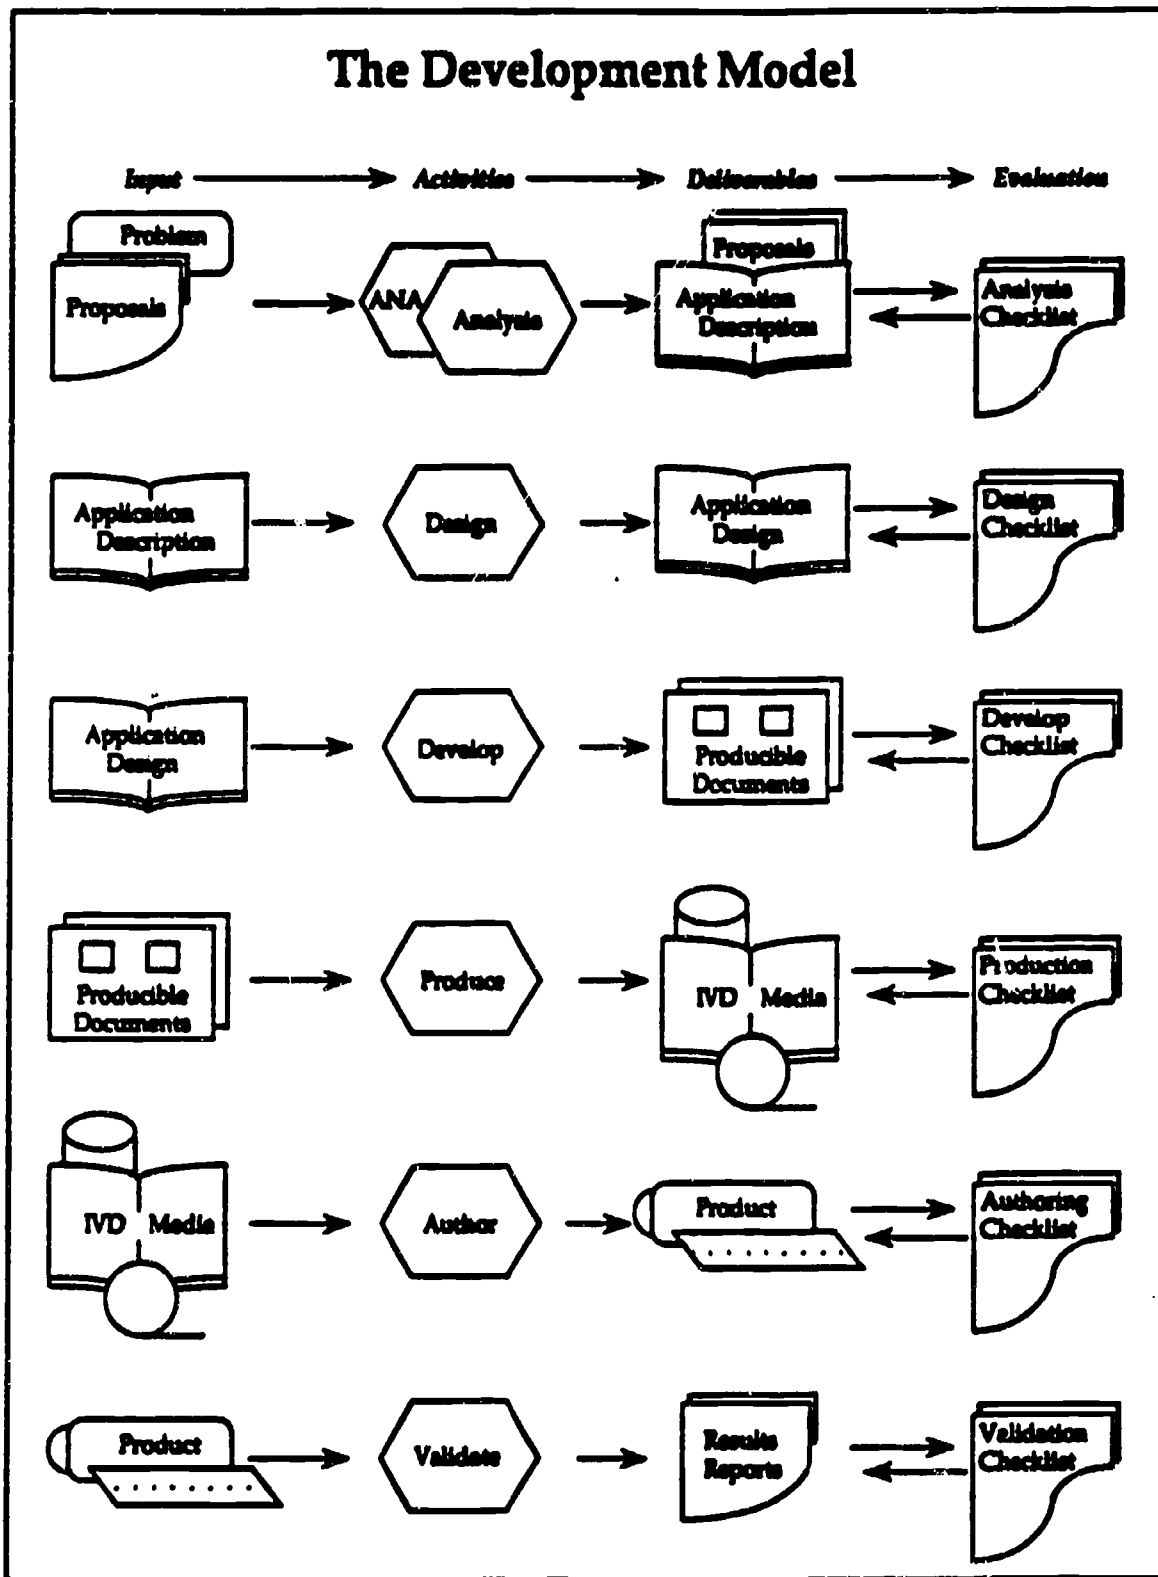 The Development Model
Input Activities Deliverables Evaluation
Problem
Proposals
ANA
Analysis
Proposals
Application
Description
Analysis
Checklist
Application
Description
Design
Application
Design
Design
Checklist
Application
Design
Develop
Producible
Documents
Develop
Checklist
Producible
Documents
Produce
IVD Media
Production
Checklist
IVD Media
Author
Product
Authoring
Checklist
Product
Validate
Results
Reports
Validation
Checklist